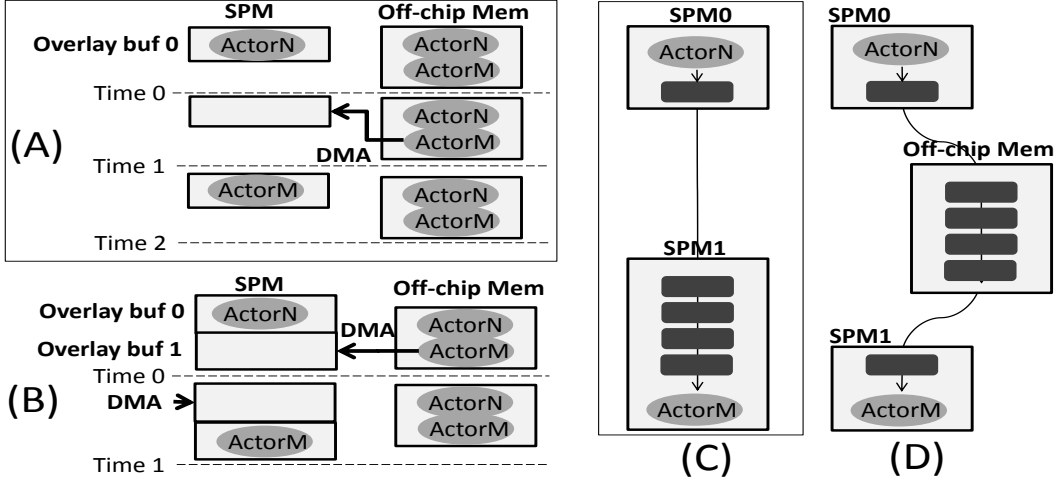 SPM Off-chip Mem
Overlay buf 0 ActorN ActorN
ActorM
Time 0
ActorN
(A) DMA ActorM
Time 1
ActorM ActorN
ActorM
Time 2
SPM Off-chip Mem
Overlay buf 0 ActorN ActorN
DMA
Overlay buf 1 ActorM
Time 0
(B) DMA ActorN
ActorM
ActorM
Time 1
SPM0
ActorN
SPM1
ActorM
(C)
SPM0
ActorN
Off-chip Mem
SPM1
ActorM
(D)